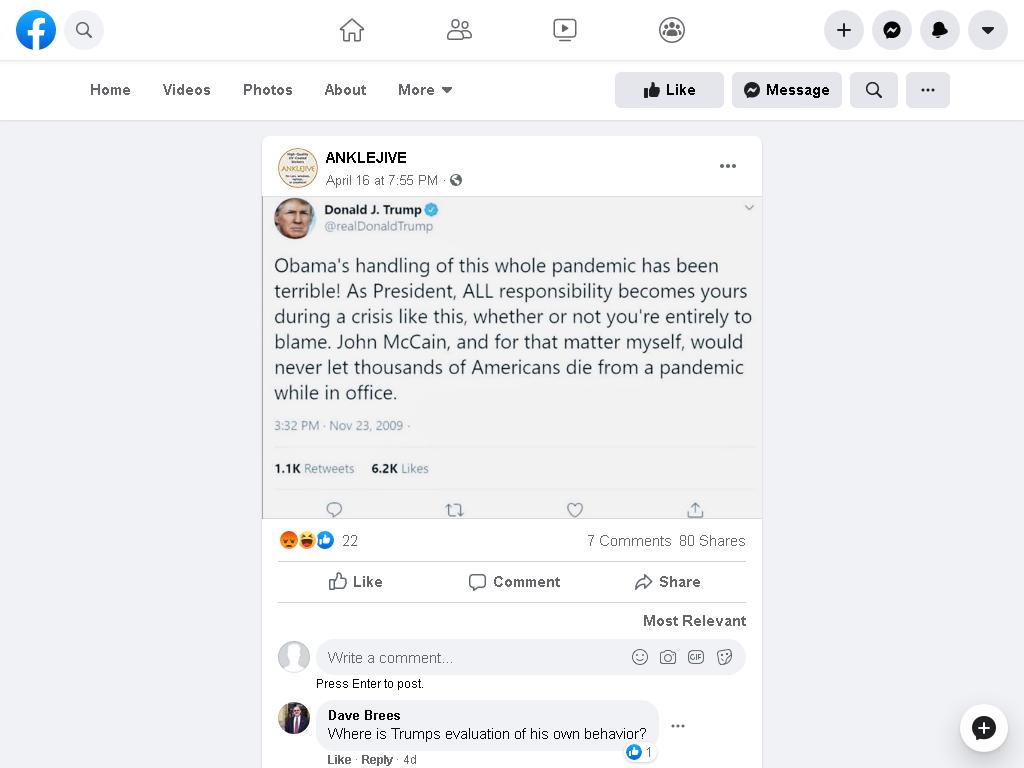 Home
Videos
Photos
About
More
Like
Message
ANKLEJIVE
April 16 at 7:55 PM ·
Donald J. Trump
@realDonaldTrump
Obama's handling of this whole pandemic has been
terrible! As President, ALL responsibility becomes yours
during a crisis like this, whether or not you're entirely to
blame. John McCain, and for that matter myself, would
never let thousands of Americans die from a pandemic
while in office.
3:32 PM · Nov 23, 2009 ·
1.1K Retweets 6.2K Likes
22
7 Comments 80 Shares
Like
Comment
Share
Most Relevant
Write a comment...
GIF
Press Enter to post.
Dave Brees
Where is Trumps evaluation of his own behavior?
1
Like · Reply · 4d